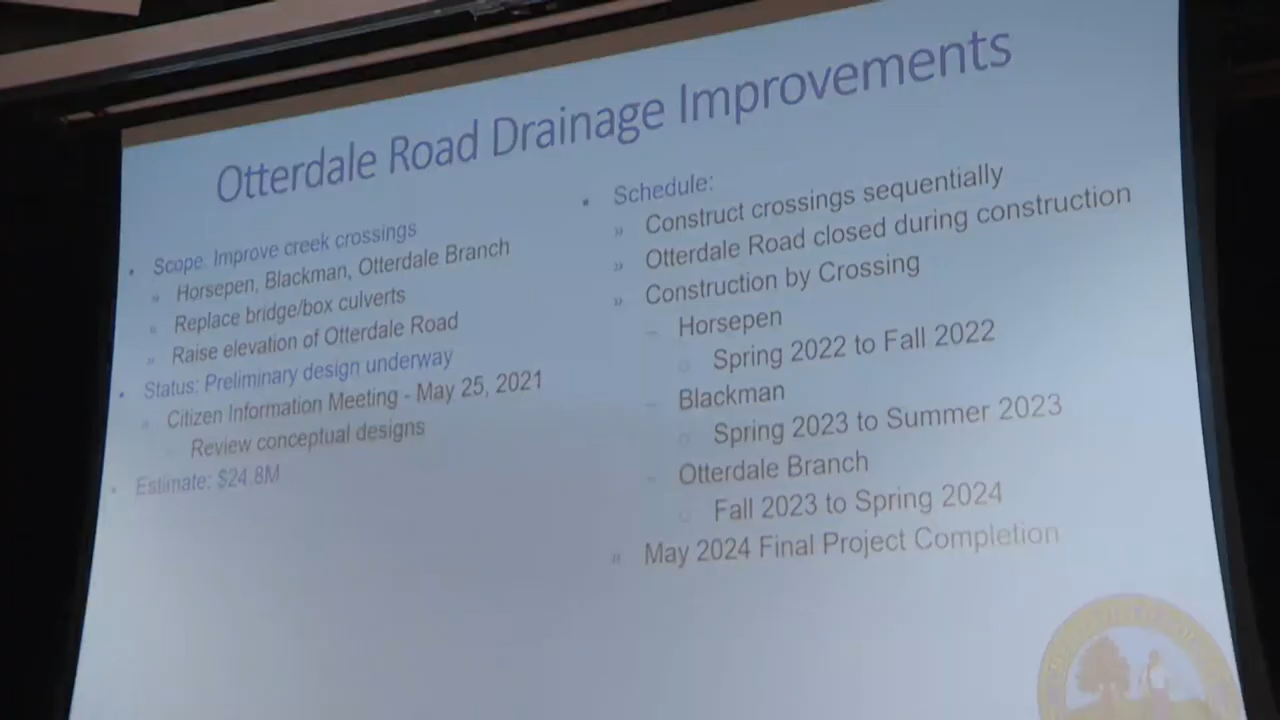 Otterdale Road Drainage Improvements
• Scope: Improve creek crossings
» Horsepen, Blackman, Otterdale Branch
» Replace bridge/box culverts
» Raise elevation of Otterdale Road
• Status: Preliminary design underway
» Citizen Information Meeting - May 25, 2021
Review conceptual designs
• Estimate: $24.8M
• Schedule:
» Construct crossings sequentially
» Otterdale Road closed during construction
» Construction by Crossing
– Horsepen
○ Spring 2022 to Fall 2022
– Blackman
○ Spring 2023 to Summer 2023
– Otterdale Branch
○ Fall 2023 to Spring 2024
» May 2024 Final Project Completion